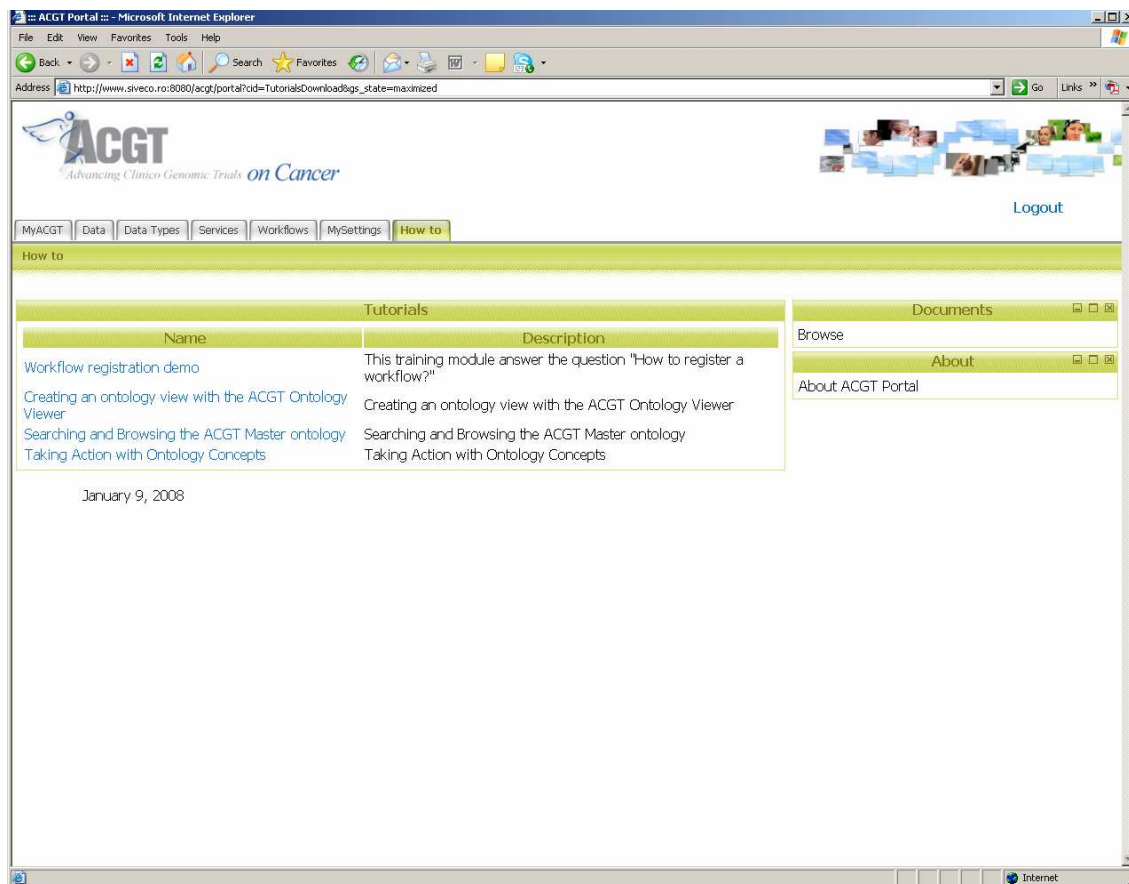 ::: ACGT Portal ::: - Microsoft Internet Explorer
File Edit View Favorites Tools Help
Back Search Favorites
Address http://www.siveco.ro:8080/acgt/portal?cid=TutorialsDownload&gs_state=maximized Go Links »
ACGT
Advancing Clinico Genomic Trials on Cancer
Logout
MyACGT Data Data Types Services Workflows MySettings How to
How to
Tutorials
Name Description
Workflow registration demo
This training module answer the question "How to register a
workflow?"
Creating an ontology view with the ACGT Ontology
Viewer
Creating an ontology view with the ACGT Ontology Viewer
Searching and Browsing the ACGT Master ontology Searching and Browsing the ACGT Master ontology
Taking Action with Ontology Concepts Taking Action with Ontology Concepts
January 9, 2008
Documents
Browse
About
About ACGT Portal
Internet